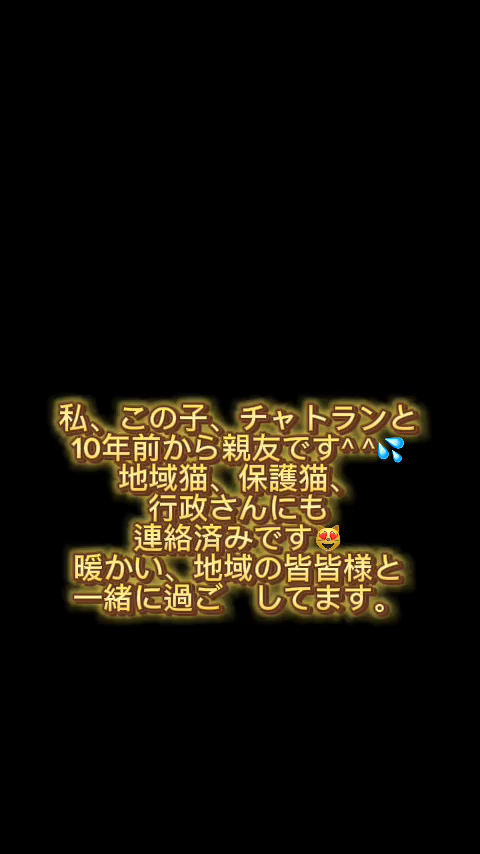 私、この子、チャトランと
10年前から親友です^ ^💦
地域猫、保護猫、
行政さんにも
連絡済みです😻
暖かい、地域の皆皆様と
一緒に過ご　してます。